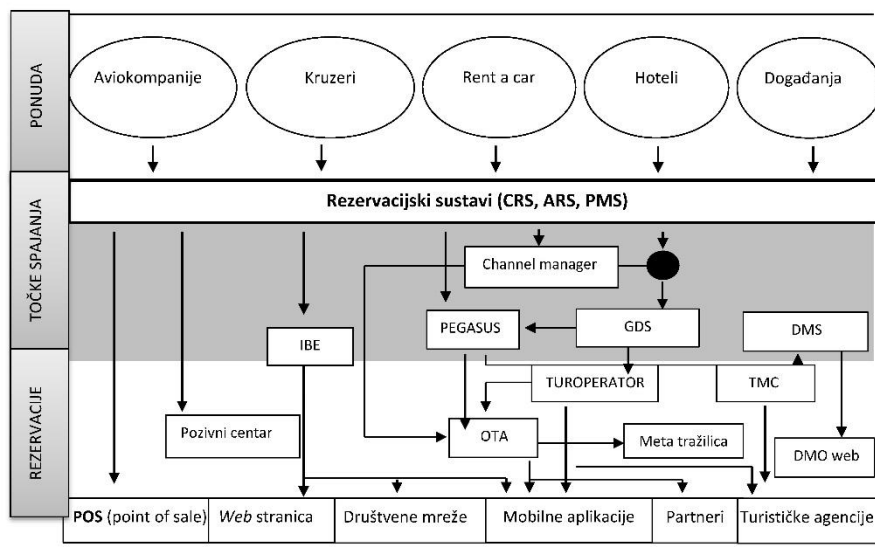 PONUDA
Aviokompanije
Kruzeri
Rent a car
Hoteli
Događanja
TOČKE SPAJANJA
Rezervacijski sustavi (CRS, ARS, PMS)
Channel manager
PEGASUS
GDS
DMS
IBE
REZERVACIJE
TUROPERATOR
TMC
Pozivni centar
OTA
Meta tražilica
DMO web
POS (point of sale)
Web stranica
Društvene mreže
Mobilne aplikacije
Partneri
Turističke agencije